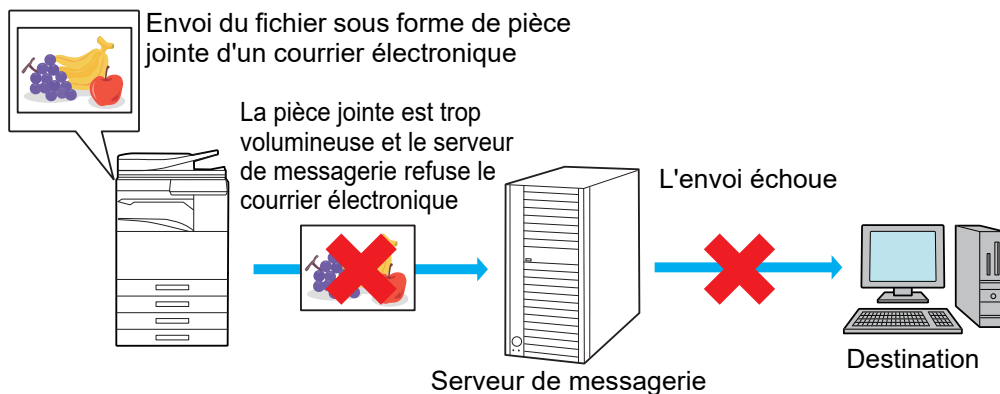 Envoi du fichier sous forme de pièce
jointe d'un courrier électronique
La pièce jointe est trop
volumineuse et le serveur
de messagerie refuse le
courrier électronique
L'envoi échoue
Serveur de messagerie
Destination